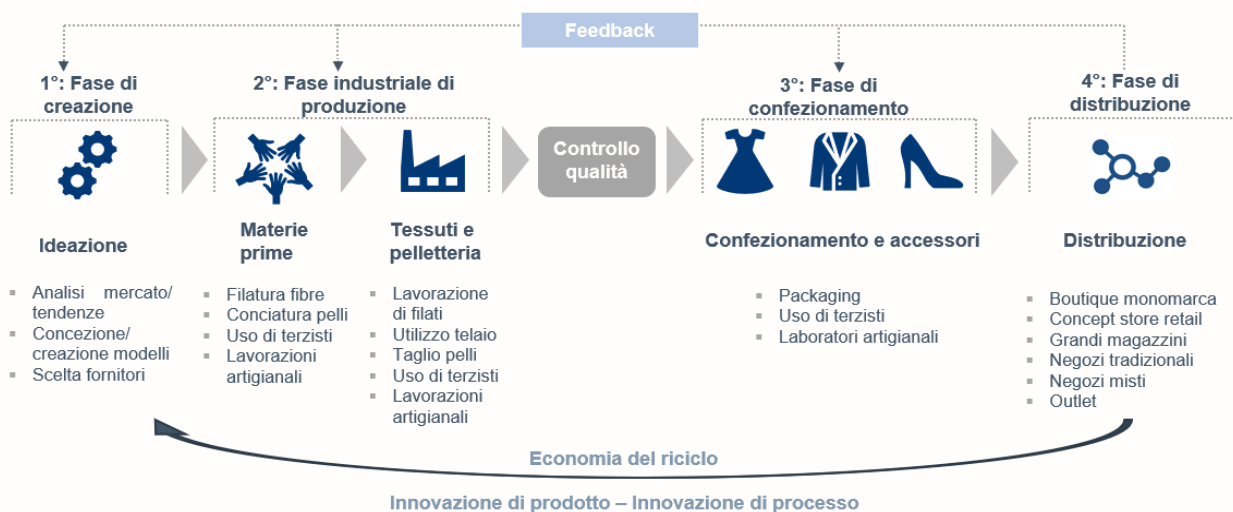 Feedback
1°: Fase di
creazione
2°: Fase industriale di
produzione
3°: Fase di
confezionamento
4°: Fase di
distribuzione
Controllo
qualità
Ideazione
▪ Analisi mercato/
tendenze
▪ Concezione/
creazione modelli
▪ Scelta fornitori
Materie
prime
▪ Filatura fibre
▪ Conciatura pelli
▪ Uso di terzisti
▪ Lavorazioni
artigianali
Tessuti e
pelletteria
▪ Lavorazione
di filati
▪ Utilizzo telaio
▪ Taglio pelli
▪ Uso di terzisti
▪ Lavorazioni
artigianali
Confezionamento e accessori
▪ Packaging
▪ Uso di terzisti
▪ Laboratori artigianali
Distribuzione
▪ Boutique monomarca
▪ Concept store retail
▪ Grandi magazzini
▪ Negozi tradizionali
▪ Negozi misti
▪ Outlet
Economia del riciclo
Innovazione di prodotto – Innovazione di processo